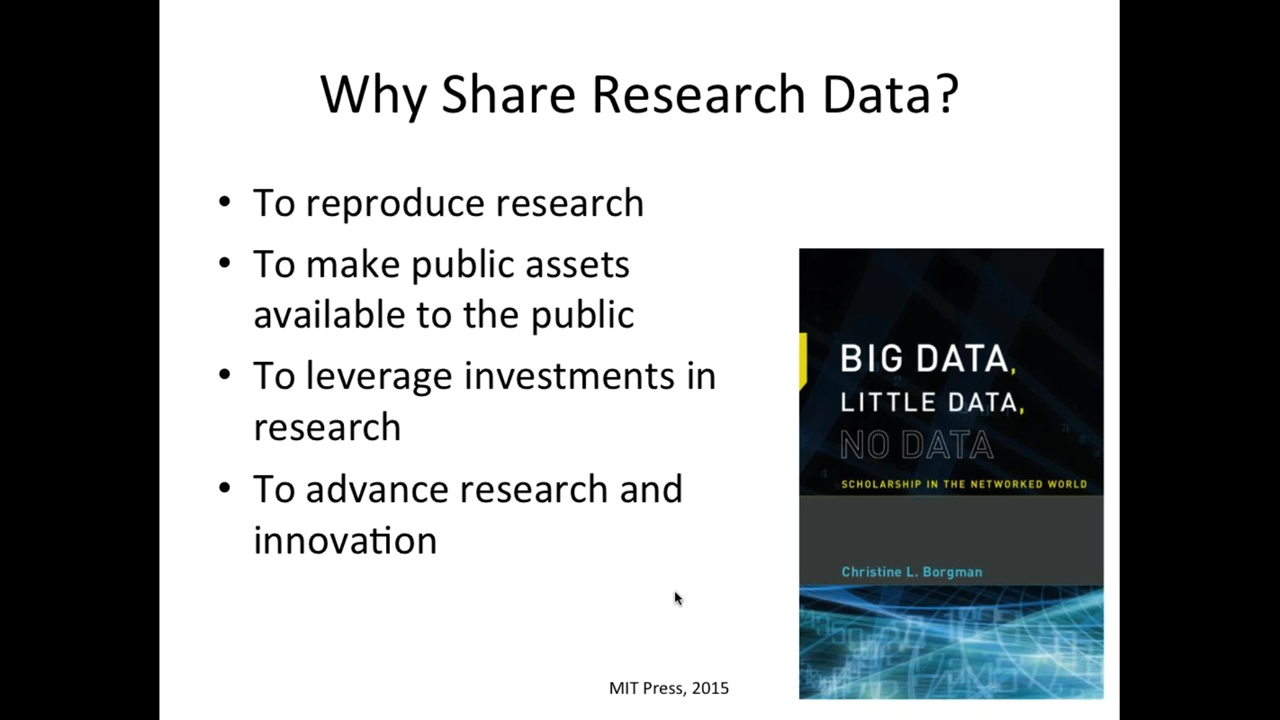 Why Share Research Data?
• To reproduce research
• To make public assets
available to the public
• To leverage investments in
research
• To advance research and
innovation
BIG DATA,
LITTLE DATA,
NO DATA
SCHOLARSHIP IN THE NETWORKED WORLD
Christine L. Borgman
MIT Press, 2015